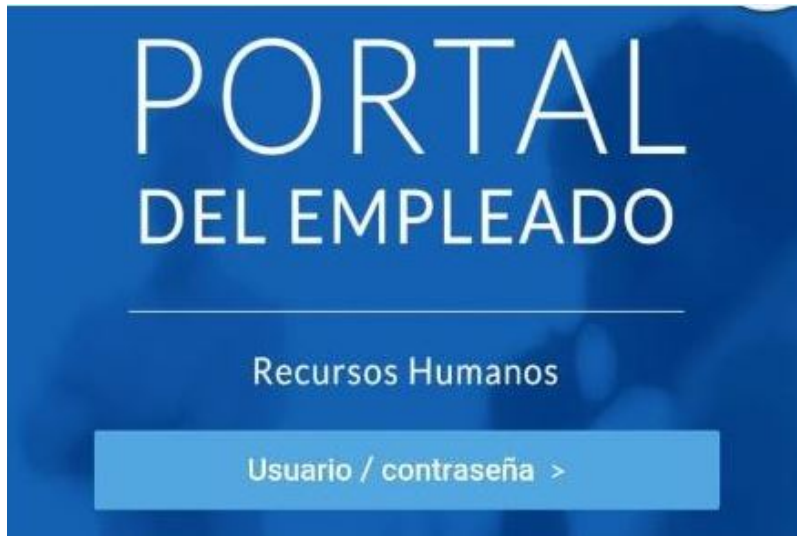 PORTAL
DEL EMPLEADO
Recursos Humanos
Usuario / contraseña >